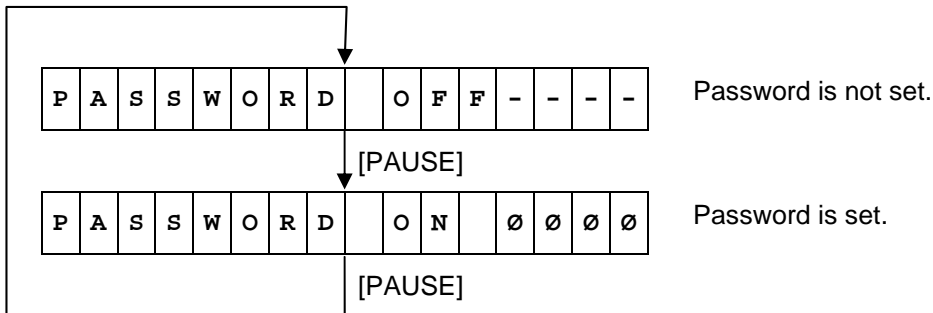 PASSWORD OFF---- Password is not set.
[PAUSE]
PASSWORD ON ØØØØ Password is set.
[PAUSE]